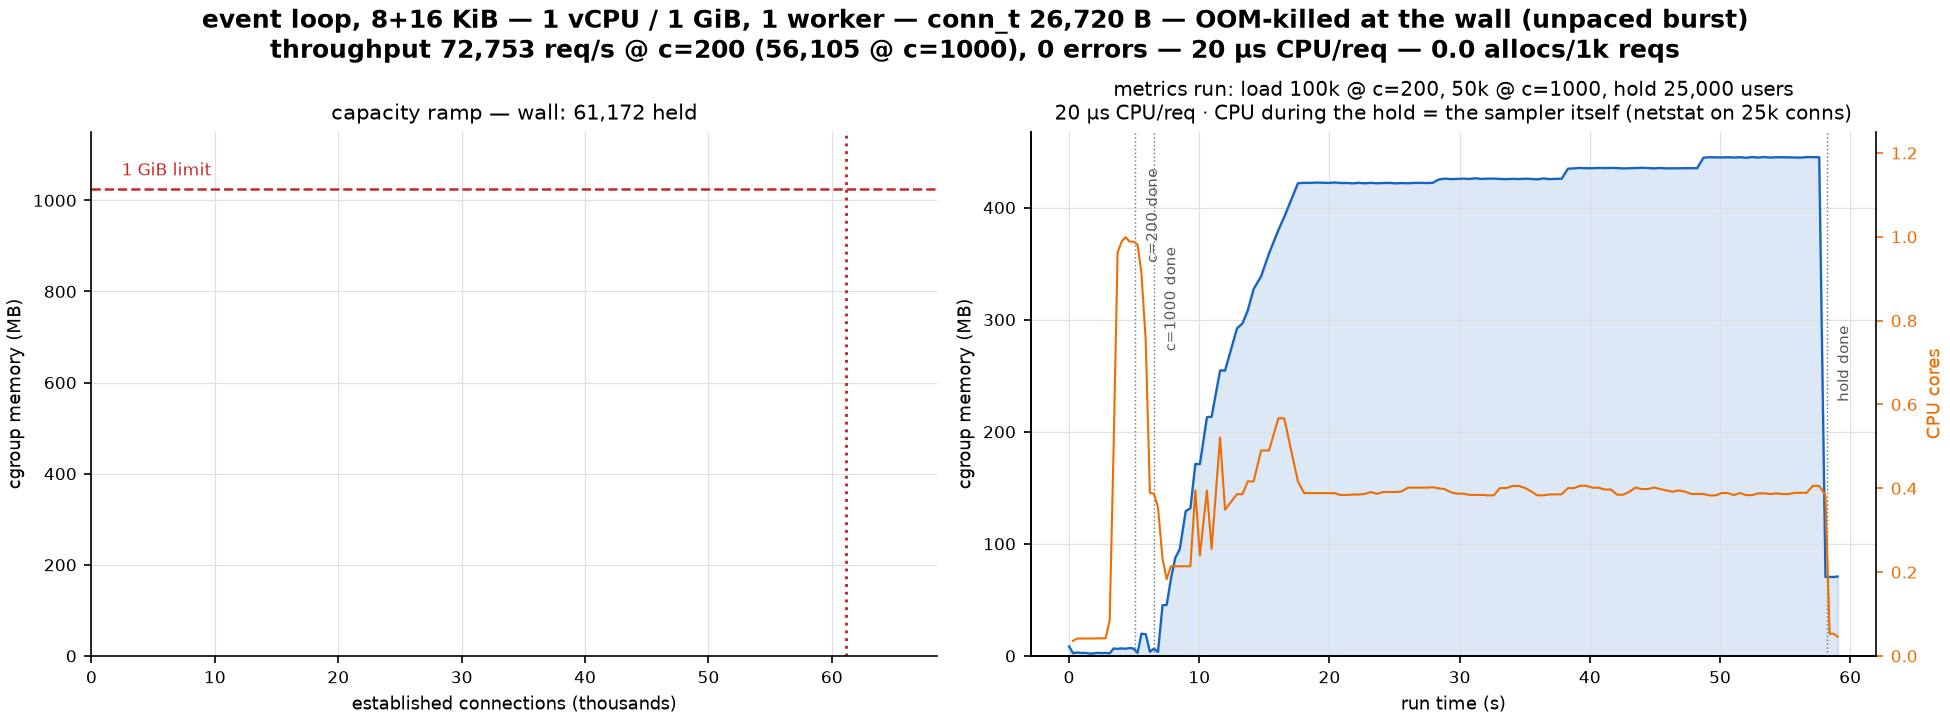 event loop, 8+16 KiB — 1 vCPU / 1 GiB, 1 worker — conn_t 26,720 B — OOM-killed at the wall (unpaced burst)
throughput 72,753 req/s @ c=200 (56,105 @ c=1000), 0 errors — 20 µs CPU/req — 0.0 allocs/1k reqs
capacity ramp — wall: 61,172 held
1 GiB limit
1000
800
600
400
200
0
cgroup memory (MB)
0 10 20 30 40 50 60
established connections (thousands)
metrics run: load 100k @ c=200, 50k @ c=1000, hold 25,000 users
20 µs CPU/req · CPU during the hold = the sampler itself (netstat on 25k conns)
400
300
200
100
0
cgroup memory (MB)
c=200 done
c=1000 done
hold done
1.2
1.0
0.8
0.6
0.4
0.2
0.0
CPU cores
0 10 20 30 40 50 60
run time (s)